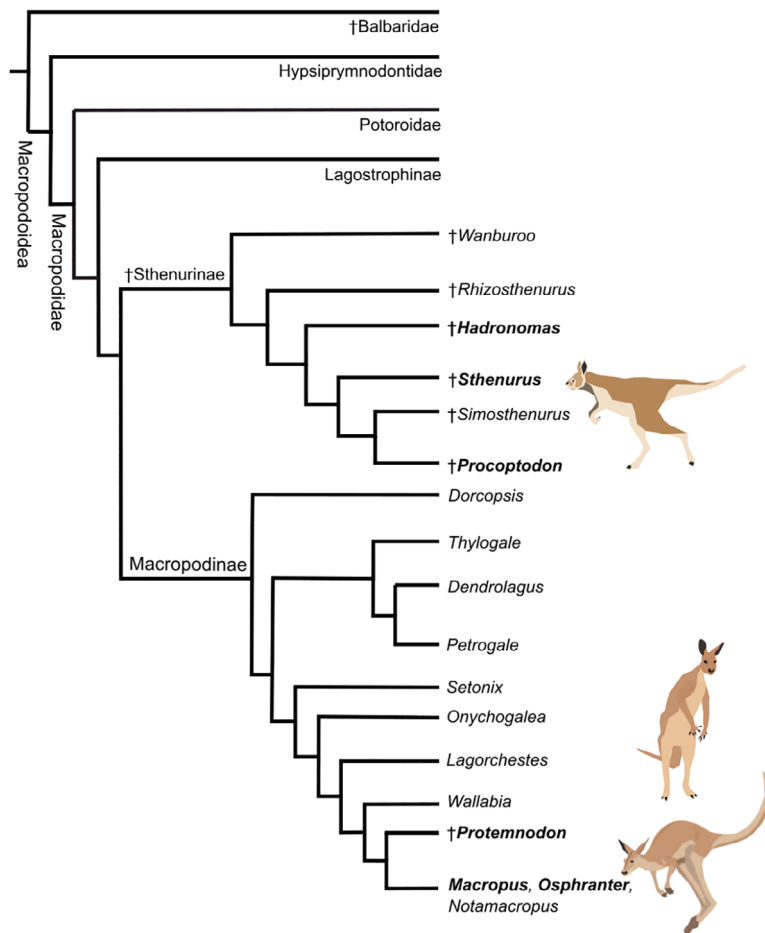 †Balbaridae
Hypsiprymnodontidae
Potoroidae
Lagostrophinae
Macropodoidea
Macropodidae
†Wanburoo
†Sthenurinae
†Rhizosthenurus
†Hadronomas
†Sthenurus
†Simosthenurus
†Procoptodon
Dorcopsis
Thylogale
Macropodinae
Dendrolagus
Petrogale
Setonix
Onychogalea
Lagorchestes
Wallabia
†Protemnodon
Macropus, Osphranter,
Notamacropus